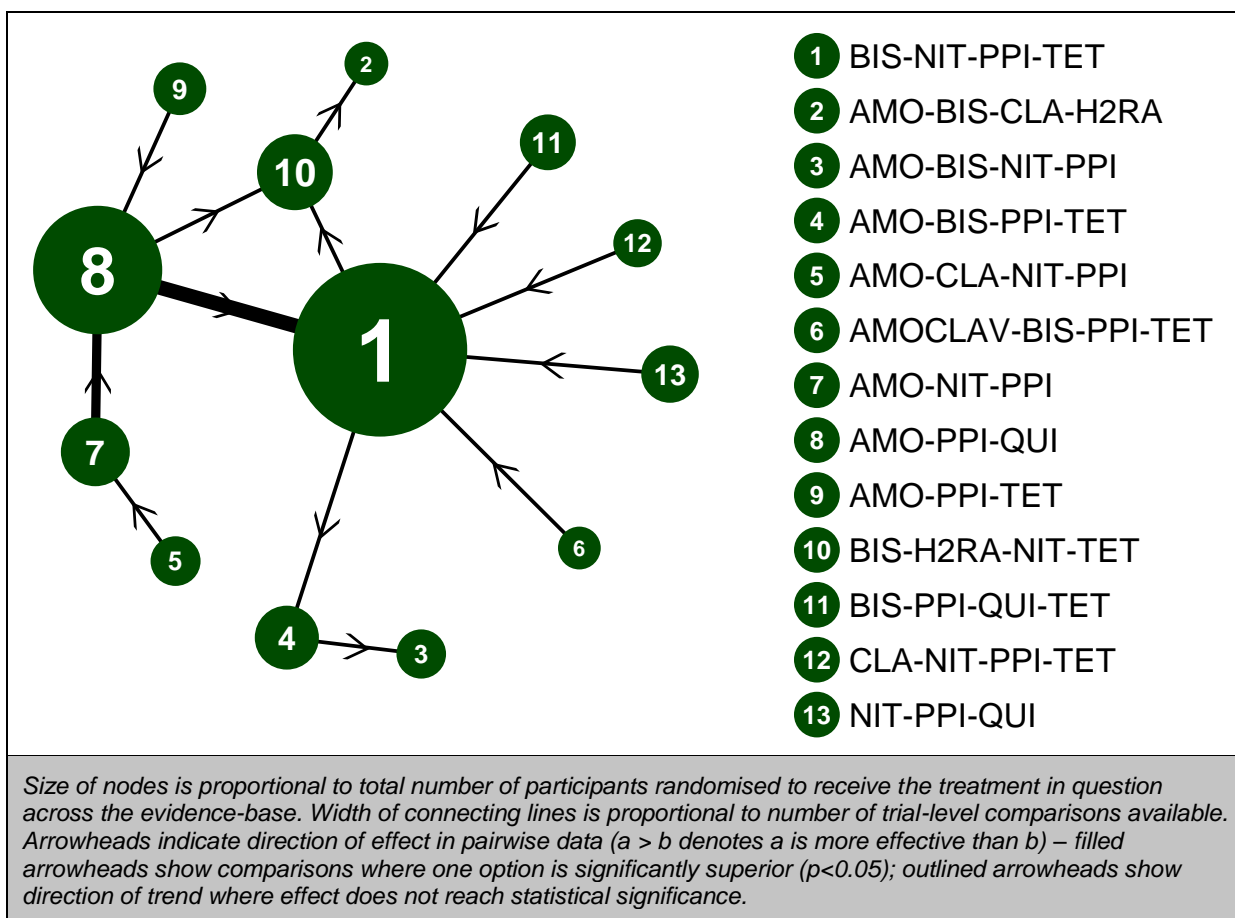 2
9
11
10
12
8
1
13
7
5
6
4
3
1 BIS-NIT-PPI-TET
2 AMO-BIS-CLA-H2RA
3 AMO-BIS-NIT-PPI
4 AMO-BIS-PPI-TET
5 AMO-CLA-NIT-PPI
6 AMOCLAV-BIS-PPI-TET
7 AMO-NIT-PPI
8 AMO-PPI-QUI
9 AMO-PPI-TET
10 BIS-H2RA-NIT-TET
11 BIS-PPI-QUI-TET
12 CLA-NIT-PPI-TET
13 NIT-PPI-QUI
Size of nodes is proportional to total number of participants randomised to receive the treatment in question
across the evidence-base. Width of connecting lines is proportional to number of trial-level comparisons available.
Arrowheads indicate direction of effect in pairwise data (a > b denotes a is more effective than b) – filled
arrowheads show comparisons where one option is significantly superior (p<0.05); outlined arrowheads show
direction of trend where effect does not reach statistical significance.